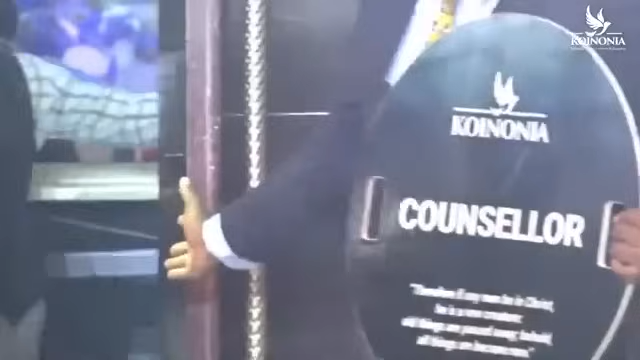 KOINONIA
KOINONIA
COUNSELLOR
"Therefore if any man be in Christ,
he is a new creature:
old things are passed away; behold,
all things are become new."